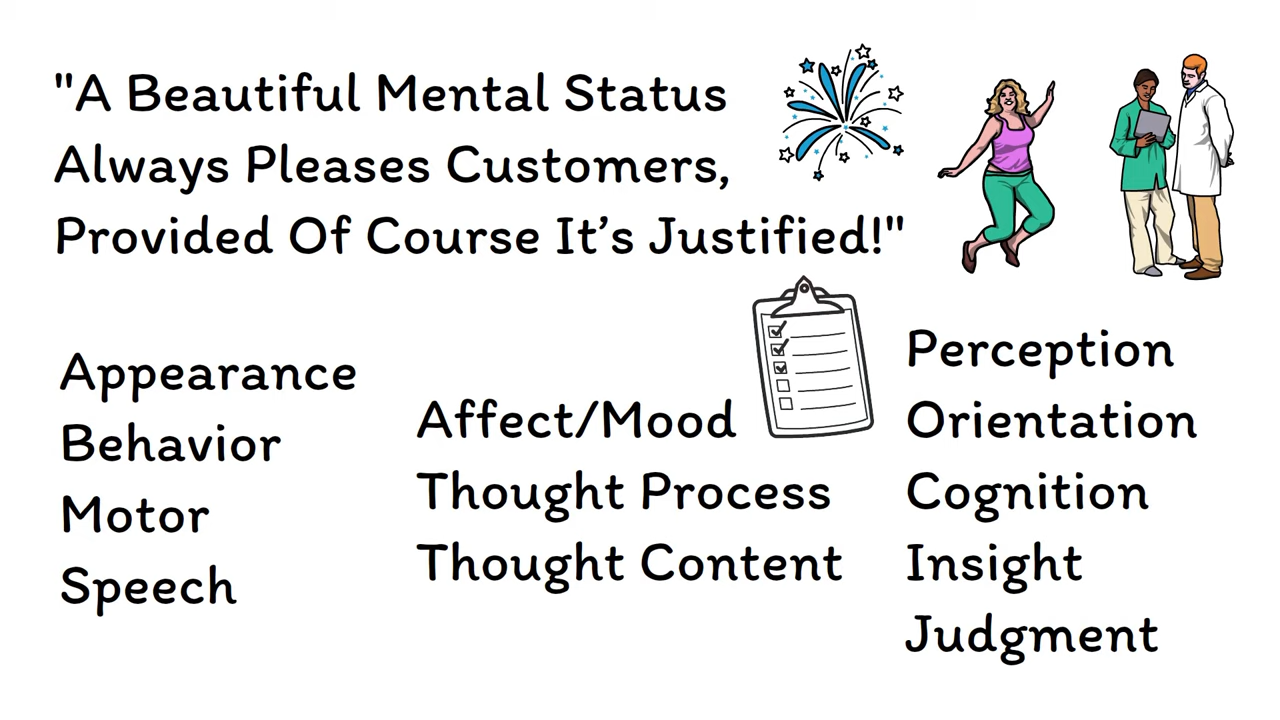 "A Beautiful Mental Status
Always Pleases Customers,
Provided Of Course It’s Justified!"
Appearance
Behavior
Motor
Speech
Affect/Mood
Thought Process
Thought Content
Perception
Orientation
Cognition
Insight
Judgment